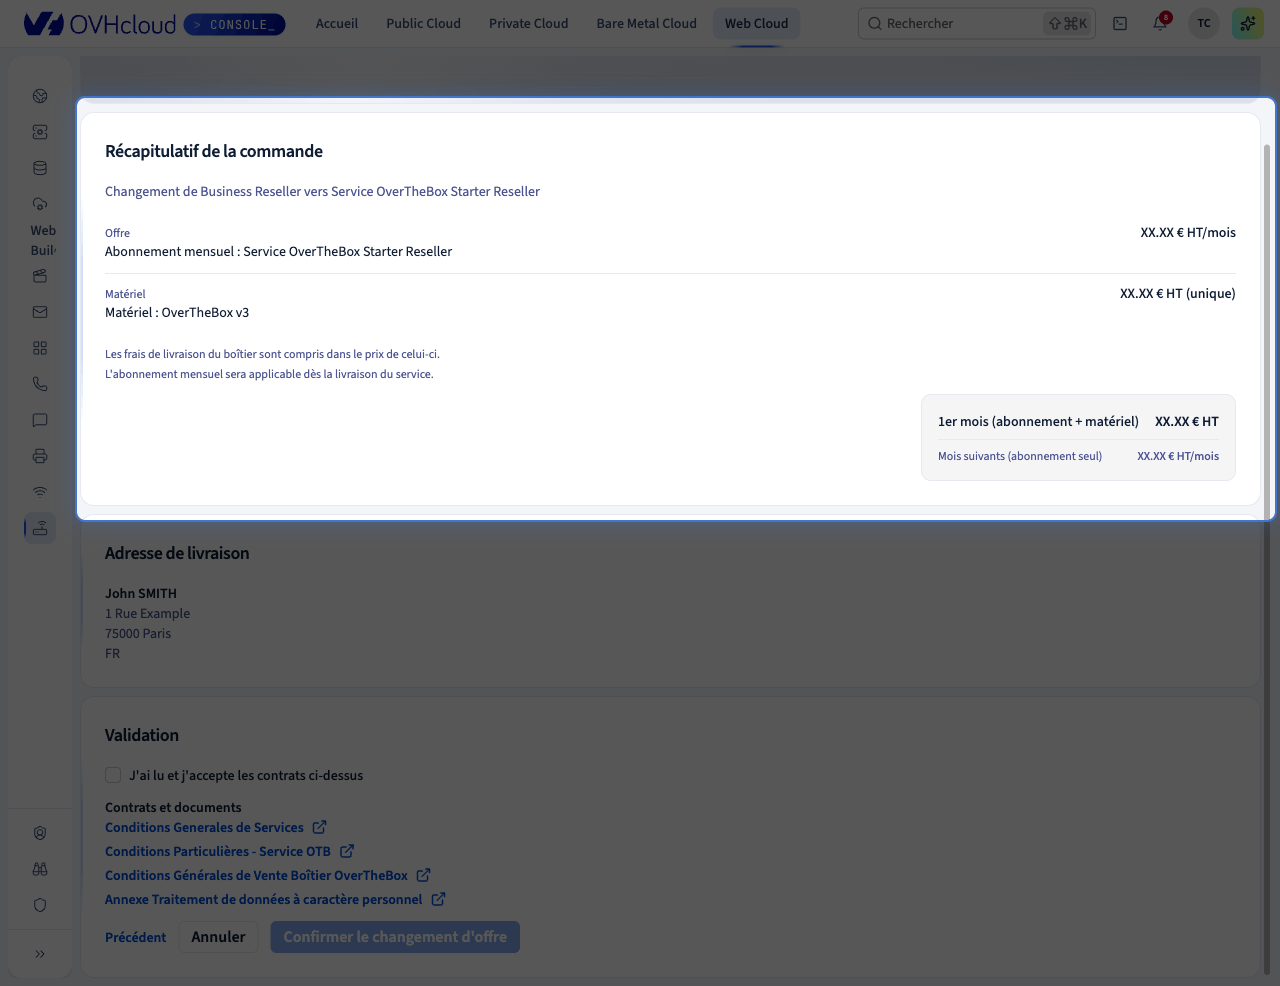 OVHcloud
> CONSOLE_
Accueil
Public Cloud
Private Cloud
Bare Metal Cloud
Web Cloud
Rechercher
⇧⌘K
8
TC
Web
Buil
Récapitulatif de la commande
Changement de Business Reseller vers Service OverTheBox Starter Reseller
Offre
XX.XX € HT/mois
Abonnement mensuel : Service OverTheBox Starter Reseller
Matériel
XX.XX € HT (unique)
Matériel : OverTheBox v3
Les frais de livraison du boîtier sont compris dans le prix de celui-ci.
L'abonnement mensuel sera applicable dès la livraison du service.
1er mois (abonnement + matériel) XX.XX € HT
Mois suivants (abonnement seul) XX.XX € HT/mois
Adresse de livraison
John SMITH
1 Rue Example
75000 Paris
FR
Validation
J'ai lu et j'accepte les contrats ci-dessus
Contrats et documents
Conditions Generales de Services
Conditions Particulières - Service OTB
Conditions Générales de Vente Boîtier OverTheBox
Annexe Traitement de données à caractère personnel
Précédent
Annuler
Confirmer le changement d'offre